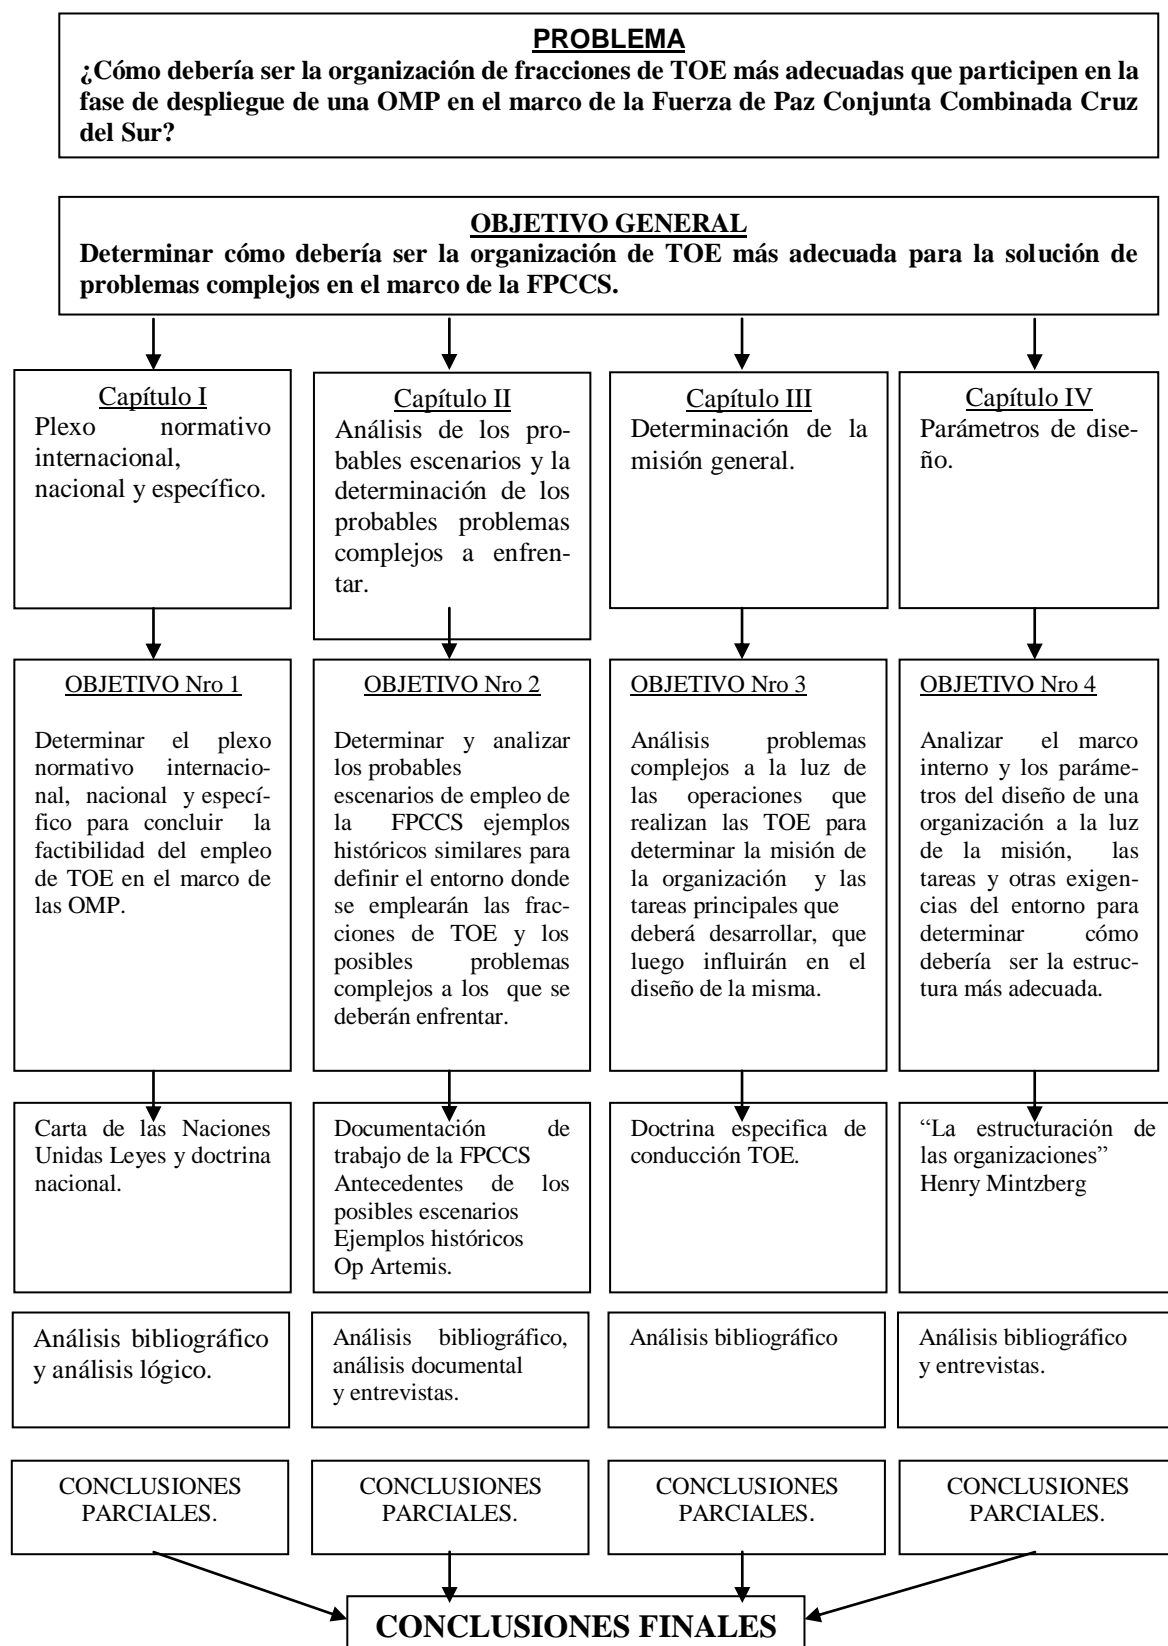 PROBLEMA
¿Cómo debería ser la organización de fracciones de TOE más adecuadas que participen en la
fase de despliegue de una OMP en el marco de la Fuerza de Paz Conjunta Combinada Cruz
del Sur?
OBJETIVO GENERAL
Determinar cómo debería ser la organización de TOE más adecuada para la solución de
problemas complejos en el marco de la FPCCS.
Capítulo I
Plexo normativo
internacional,
nacional y específico.
Capítulo II
Análisis de los pro-
bables escenarios y la
determinación de los
probables problemas
complejos a enfren-
tar.
Capítulo III
Determinación de la
misión general.
Capítulo IV
Parámetros de dise-
ño.
OBJETIVO Nro 1
Determinar el plexo
normativo internacio-
nal, nacional y especí-
fico para concluir la
factibilidad del empleo
de TOE en el marco de
las OMP.
OBJETIVO Nro 2
Determinar y analizar
los probables
escenarios de empleo de
la FPCCS ejemplos
históricos similares para
definir el entorno donde
se emplearán las frac-
ciones de TOE y los
posibles problemas
complejos a los que se
deberán enfrentar.
OBJETIVO Nro 3
Análisis problemas
complejos a la luz de
las operaciones que
realizan las TOE para
determinar la misión de
la organización y las
tareas principales que
deberá desarrollar, que
luego influirán en el
diseño de la misma.
OBJETIVO Nro 4
Analizar el marco
interno y los paráme-
tros del diseño de una
organización a la luz
de la misión, las
tareas y otras exigen-
cias del entorno para
determinar cómo
debería ser la estruc-
tura más adecuada.
Carta de las Naciones
Unidas Leyes y doctrina
nacional.
Documentación de
trabajo de la FPCCS
Antecedentes de los
posibles escenarios
Ejemplos históricos
Op Artemis.
Doctrina especifica de
conducción TOE.
“La estructuración de
las organizaciones”
Henry Mintzberg
Análisis bibliográfico
y análisis lógico.
Análisis bibliográfico,
análisis documental
y entrevistas.
Análisis bibliográfico
Análisis bibliográfico
y entrevistas.
CONCLUSIONES
PARCIALES.
CONCLUSIONES
PARCIALES.
CONCLUSIONES
PARCIALES.
CONCLUSIONES
PARCIALES.
CONCLUSIONES FINALES